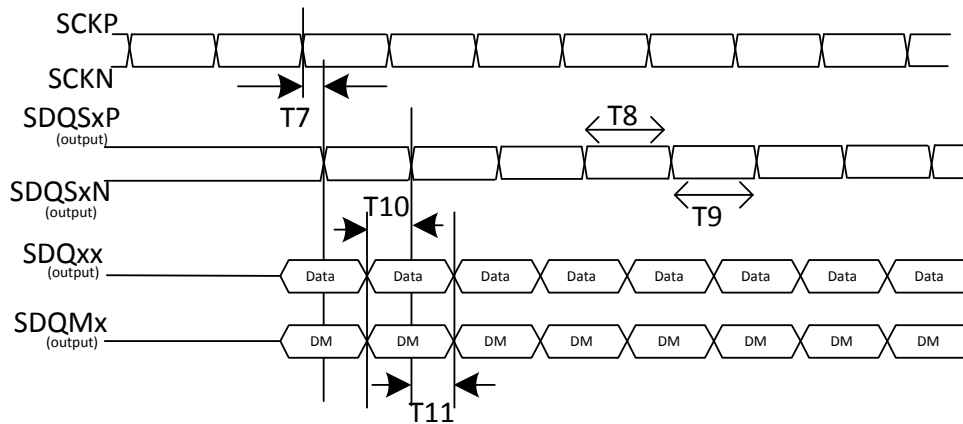 SCKP
SCKN
T7
SDQSxP
(output)
T8
SDQSxN
(output)
T9
T10
SDQxx
(output)
Data Data Data Data Data Data Data Data
SDQMx
(output)
DM DM DM DM DM DM DM DM
T11